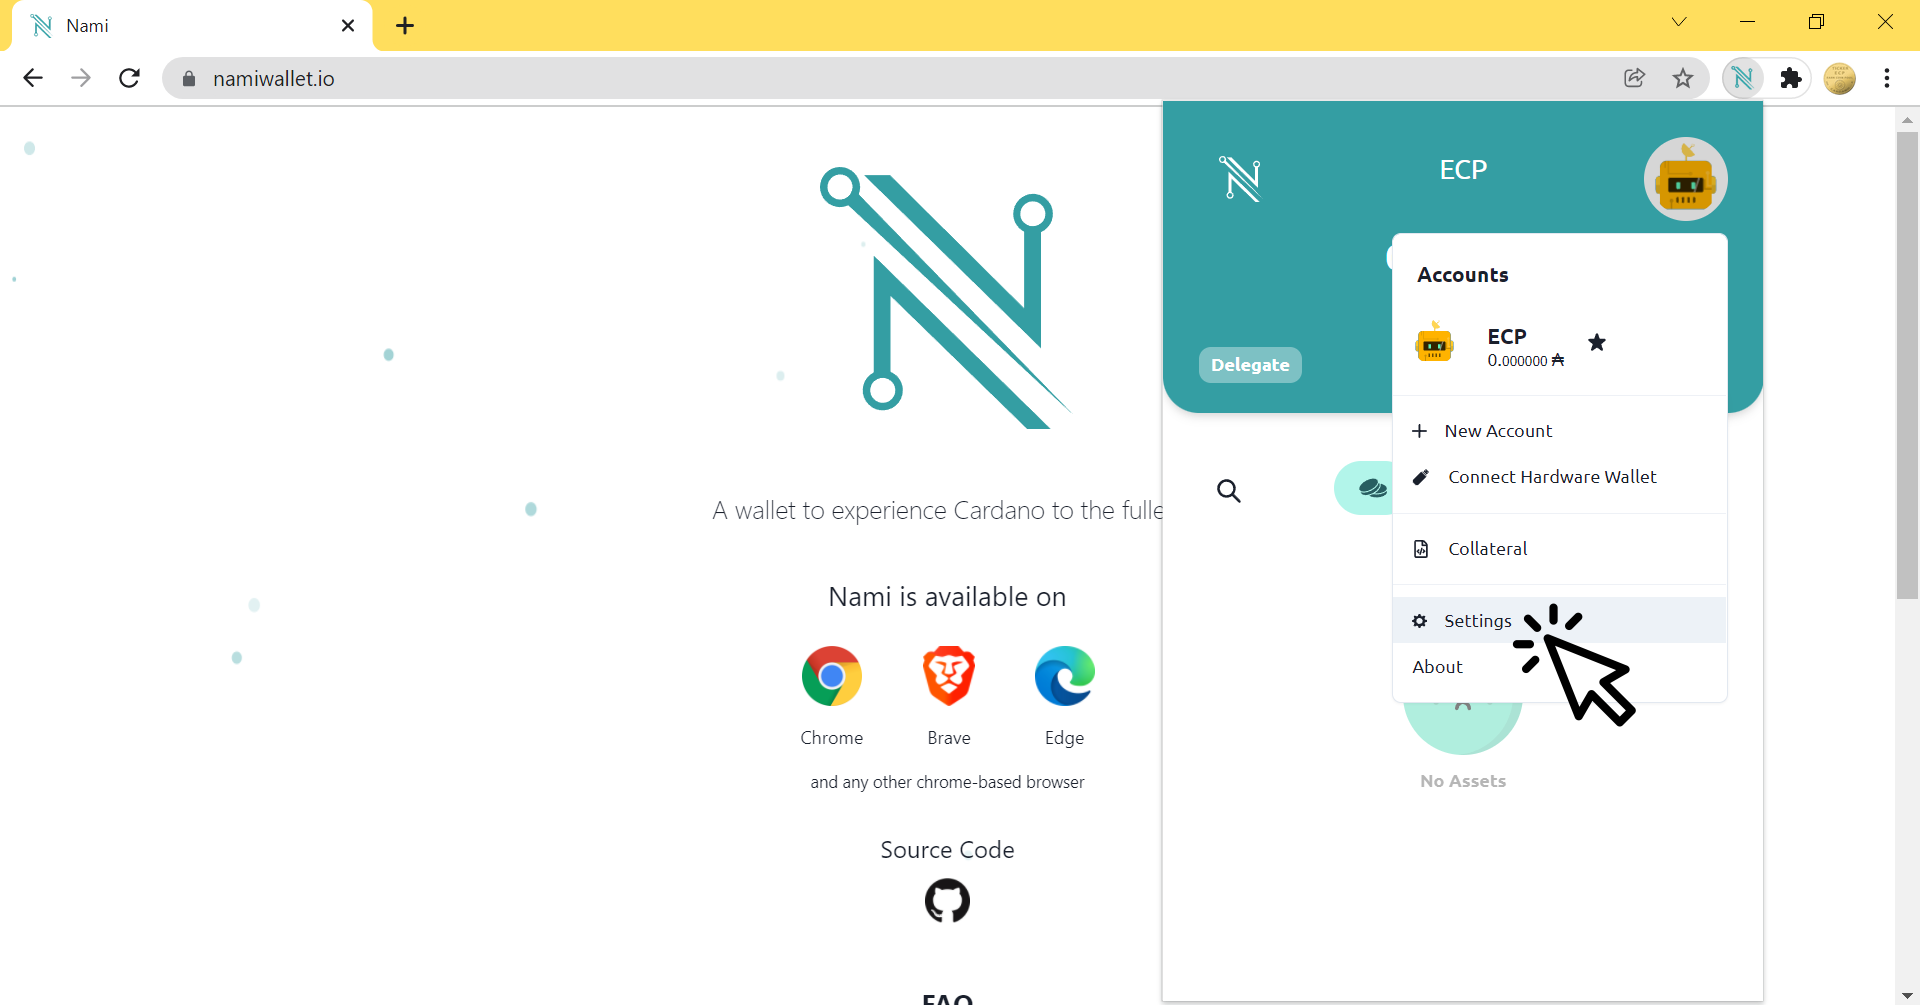 Nami
namiwallet.io
ECP
Accounts
ECP
0.000000 ₳
Delegate
New Account
Connect Hardware Wallet
A wallet to experience Cardano to the fulle
Collateral
Nami is available on
Settings
About
Chrome
Brave
Edge
No Assets
and any other chrome-based browser
Source Code
FAQ